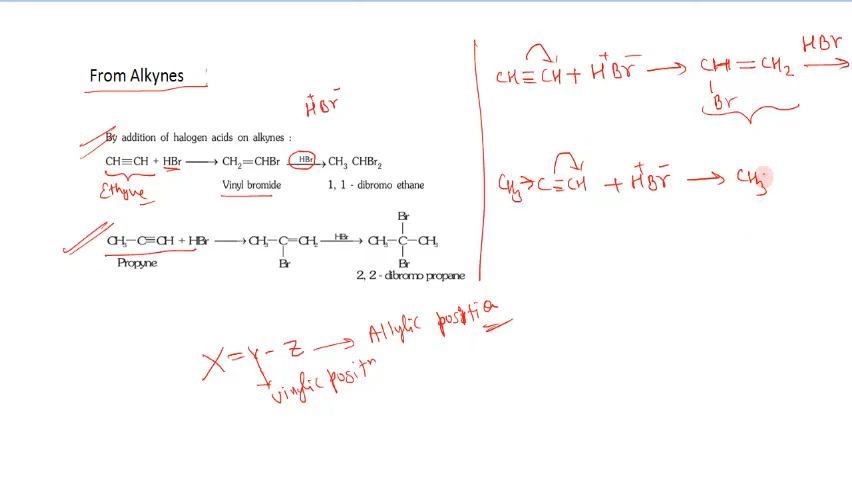 From Alkynes
H⁺Br⁻
By addition of halogen acids on alkynes :
CH≡CH + HBr ⟶ CH₂=CHBr —HBr→ CH₃ CHBr₂
Ethyne
Vinyl bromide
1, 1 - dibromo ethane
CH₃–C≡CH + HBr ⟶ CH₃–C=CH₂ —HBr→ CH₃–C–CH₃
Br
Br
Br
Propyne
2, 2 - dibromo propane
X=Y-Z ⟶ Allylic position
Vinylic positn
CH≡CH + H⁺Br⁻ ⟶ CH=CH₂ —HBr→
Br
CH₃→C≡CH + H⁺Br⁻ ⟶ CH₃